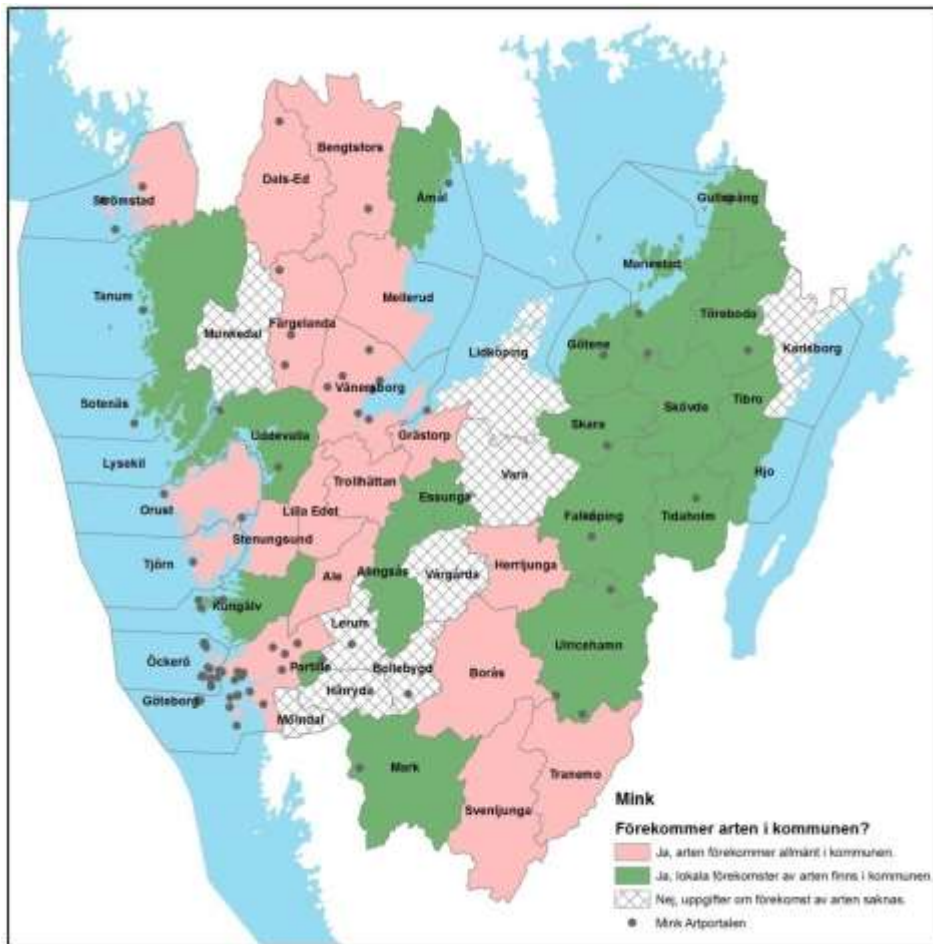 Bengtsfors
Dals-Ed
Åmål
Strömstad
Gullspång
Mariestad
Tanum
Mellerud
Töreboda
Färgelanda
Munkedal
Götene
Karlsborg
Lidköping
Vänersborg
Sotenäs
Tibro
Skövde
Skara
Uddevalla
Grästorp
Lysekil
Hjo
Vara
Trollhättan
Essunga
Orust
Lilla Edet
Falköping
Tidaholm
Stenungsund
Tjörn
Herrljunga
Ale
Alingsås
Vårgårda
Kungälv
Lerum
Ulricehamn
Öckerö
Partille
Bollebygd
Borås
Härryda
Göteborg
Mölndal
Mark
Tranemo
Svenljunga
Mink
Förekommer arten i kommunen?
Ja, arten förekommer allmänt i kommunen.
Ja, lokala förekomster av arten finns i kommunen.
Nej, uppgifter om förekomst av arten saknas.
Mink Artportalen